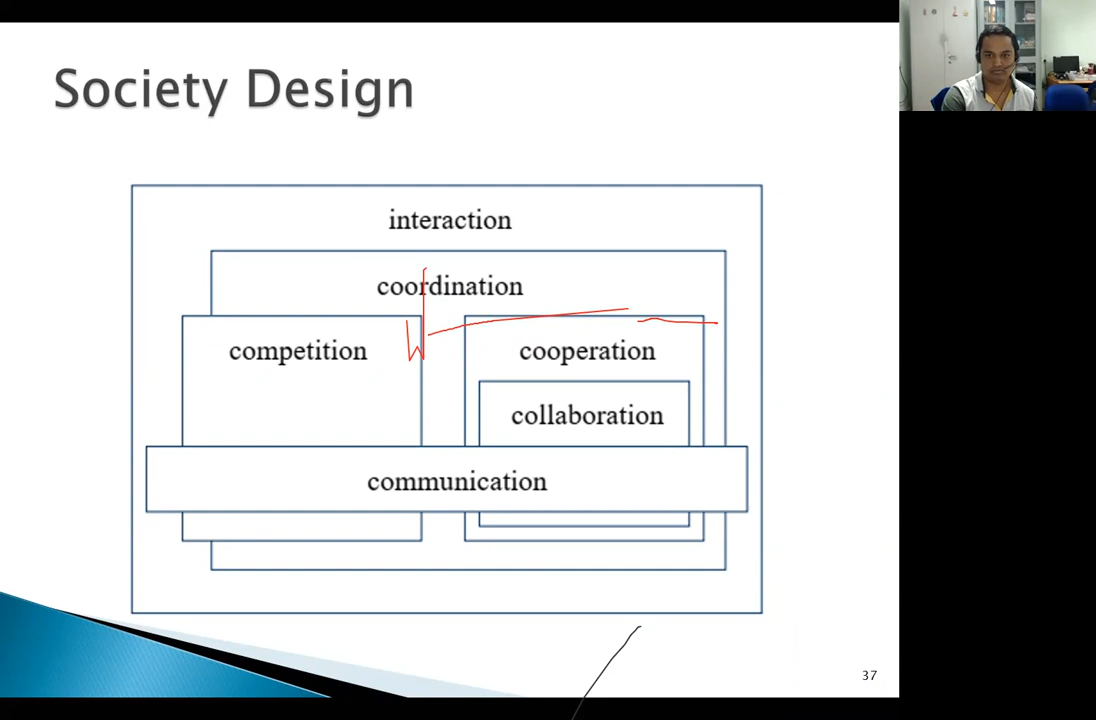 Society Design
interaction
coordination
competition
cooperation
collaboration
communication
37